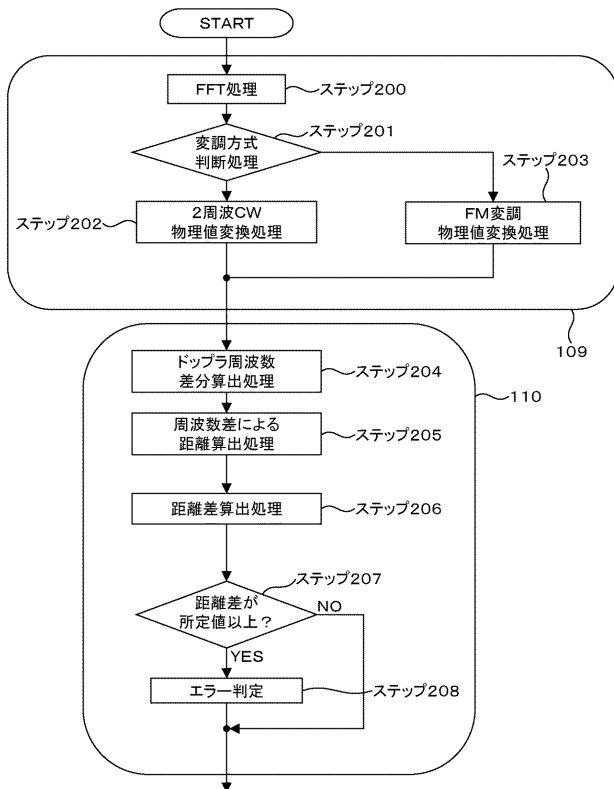 START
FFT処理
ステップ200
ステップ201
変調方式
判断処理
ステップ203
2周波CW
物理値変換処理
ステップ202
FM変調
物理値変換処理
109
ドップラ周波数
差分算出処理
ステップ204
110
周波数差による
距離算出処理
ステップ205
距離差算出処理
ステップ206
ステップ207
距離差が
所定値以上?
NO
YES
エラー判定
ステップ208